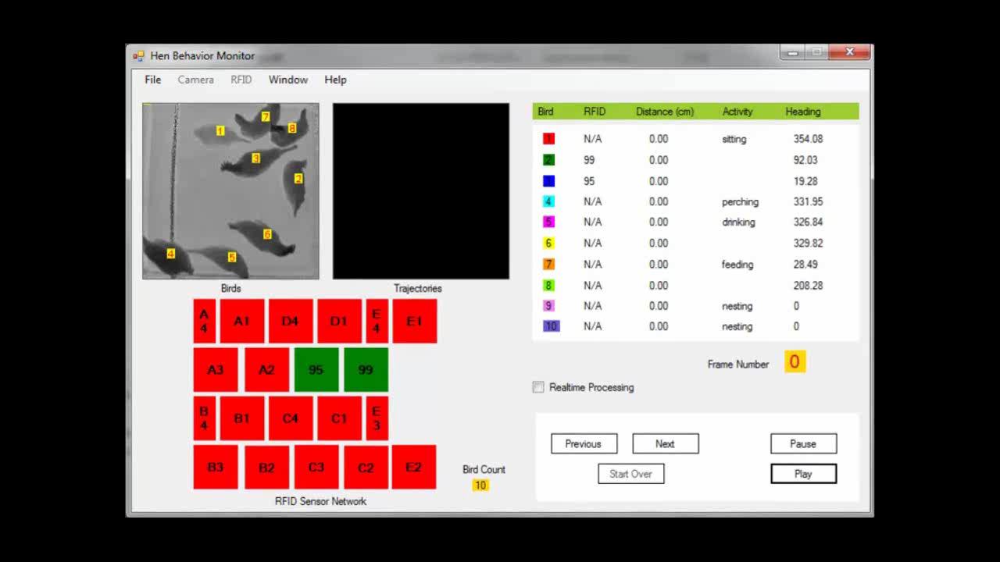 Hen Behavior Monitor
File Camera RFID Window Help
1
7
8
3
2
6
4
5
Birds
Trajectories
A4 A1 D4 D1 E4 E1
A3 A2 95 99
B4 B1 C4 C1 E3
B3 B2 C3 C2 E2
RFID Sensor Network
Bird Count
10
Bird RFID Distance (cm) Activity Heading
1 N/A 0.00 sitting 354.08
2 99 0.00 92.03
3 95 0.00 19.28
4 N/A 0.00 perching 331.95
5 N/A 0.00 drinking 326.84
6 N/A 0.00 329.82
7 N/A 0.00 feeding 28.49
8 N/A 0.00 208.28
9 N/A 0.00 nesting 0
10 N/A 0.00 nesting 0
Frame Number 0
Realtime Processing
Previous Next Pause
Start Over Play